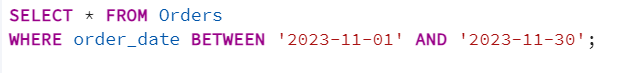 SELECT * FROM Orders
WHERE order_date BETWEEN '2023-11-01' AND '2023-11-30';